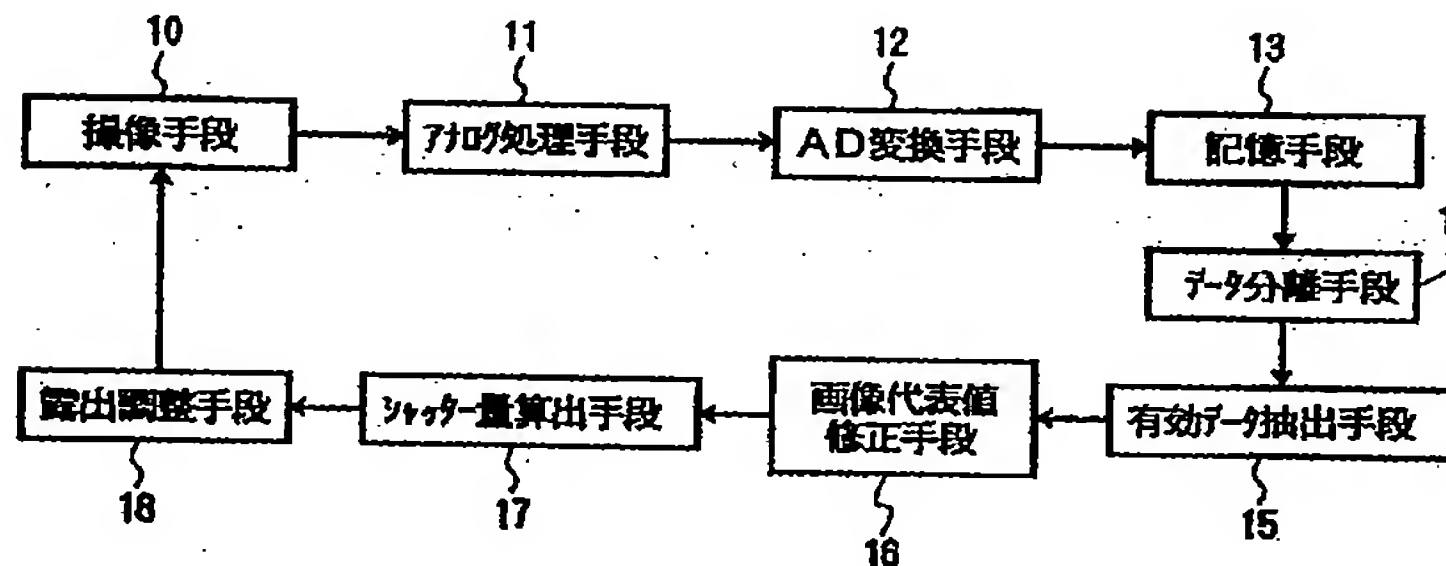 10
11
12
13
撮像手段
ｱﾅﾛｸﾞ処理手段
ＡＤ変換手段
記憶手段
ﾃﾞｰﾀ分離手段
露出調整手段
ｼｬｯﾀｰ量算出手段
画像代表値
修正手段
有効ﾃﾞｰﾀ抽出手段
18
17
16
15